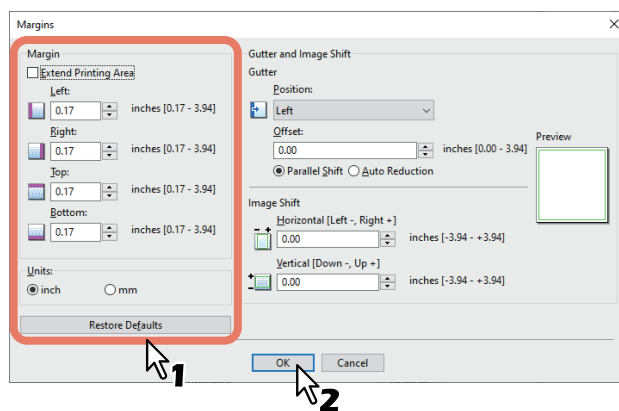 Margins
Margin
Extend Printing Area
Left:
0.17 inches [0.17 - 3.94]
Right:
0.17 inches [0.17 - 3.94]
Top:
0.17 inches [0.17 - 3.94]
Bottom:
0.17 inches [0.17 - 3.94]
Units:
inch mm
Restore Defaults
1
Gutter and Image Shift
Gutter
Position:
Left
Offset:
0.00 inches [0.00 - 3.94]
Parallel Shift Auto Reduction
Preview
Image Shift
Horizontal [Left -, Right +]
0.00 inches [-3.94 - +3.94]
Vertical [Down -, Up +]
0.00 inches [-3.94 - +3.94]
OK Cancel
2